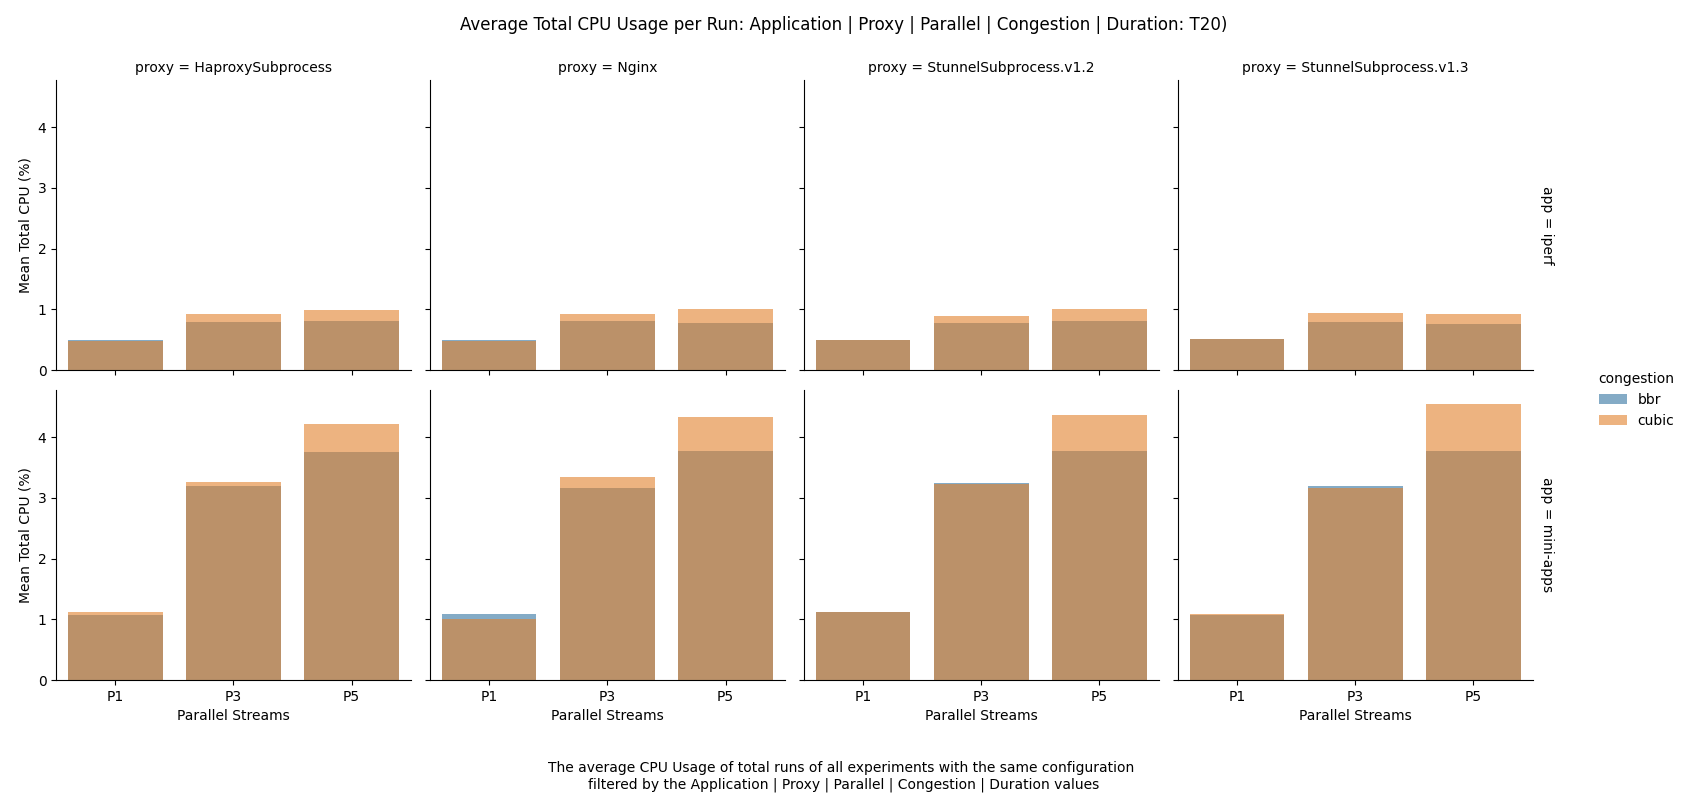 Average Total CPU Usage per Run: Application | Proxy | Parallel | Congestion | Duration: T20)
proxy = HaproxySubprocess
proxy = Nginx
proxy = StunnelSubprocess.v1.2
proxy = StunnelSubprocess.v1.3
Mean Total CPU (%)
4
3
2
1
0
app = iperf
Mean Total CPU (%)
4
3
2
1
0
app = mini-apps
congestion
bbr
cubic
P1 P3 P5
P1 P3 P5
P1 P3 P5
P1 P3 P5
Parallel Streams
Parallel Streams
Parallel Streams
Parallel Streams
The average CPU Usage of total runs of all experiments with the same configuration
filtered by the Application | Proxy | Parallel | Congestion | Duration values